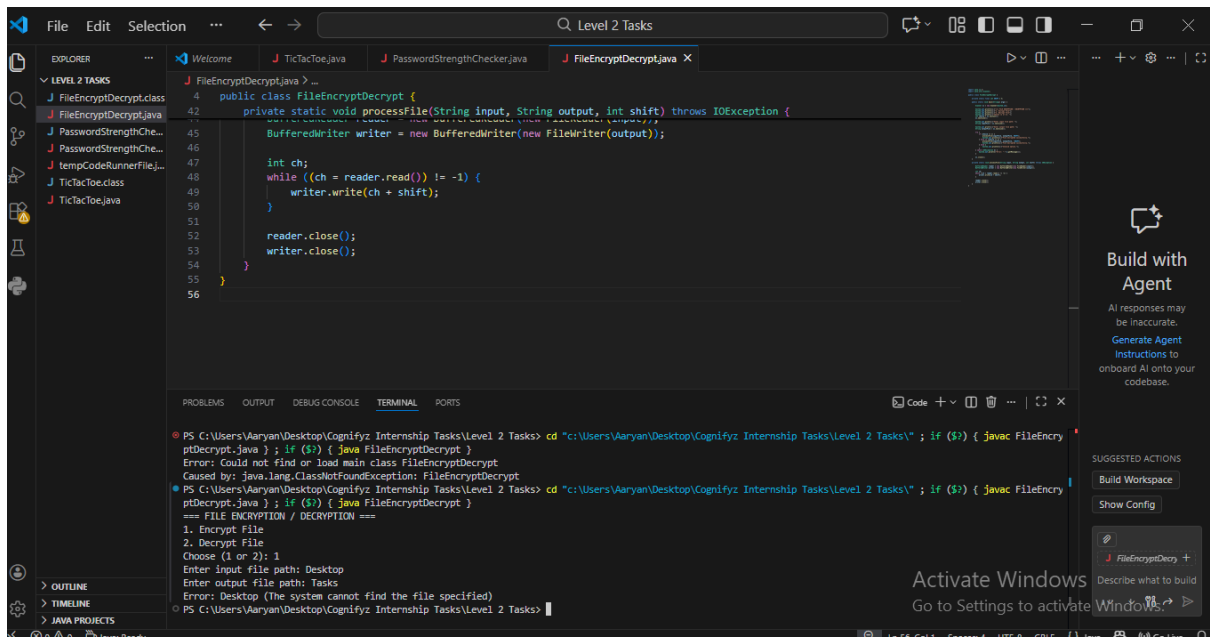 File Edit Selection ··· Level 2 Tasks
EXPLORER ···
LEVEL 2 TASKS
FileEncryptDecrypt.class
FileEncryptDecrypt.java
PasswordStrengthChe...
PasswordStrengthChe...
tempCodeRunnerFile.j...
TicTacToe.class
TicTacToe.java
OUTLINE
TIMELINE
JAVA PROJECTS
Welcome TicTacToe.java PasswordStrengthChecker.java FileEncryptDecrypt.java
FileEncryptDecrypt.java > ...
4 public class FileEncryptDecrypt {
42 private static void processFile(String input, String output, int shift) throws IOException {
45 BufferedWriter writer = new BufferedWriter(new FileWriter(output));
46
47 int ch;
48 while ((ch = reader.read()) != -1) {
49 writer.write(ch + shift);
50 }
51
52 reader.close();
53 writer.close();
54 }
55 }
56
PROBLEMS OUTPUT DEBUG CONSOLE TERMINAL PORTS Code
PS C:\Users\Aaryan\Desktop\Cognifyz Internship Tasks\Level 2 Tasks> cd "c:\Users\Aaryan\Desktop\Cognifyz Internship Tasks\Level 2 Tasks\" ; if ($?) { javac FileEncry
ptDecrypt.java } ; if ($?) { java FileEncryptDecrypt }
Error: Could not find or load main class FileEncryptDecrypt
Caused by: java.lang.ClassNotFoundException: FileEncryptDecrypt
PS C:\Users\Aaryan\Desktop\Cognifyz Internship Tasks\Level 2 Tasks> cd "c:\Users\Aaryan\Desktop\Cognifyz Internship Tasks\Level 2 Tasks\" ; if ($?) { javac FileEncry
ptDecrypt.java } ; if ($?) { java FileEncryptDecrypt }
=== FILE ENCRYPTION / DECRYPTION ===
1. Encrypt File
2. Decrypt File
Choose (1 or 2): 1
Enter input file path: Desktop
Enter output file path: Tasks
Error: Desktop (The system cannot find the file specified)
PS C:\Users\Aaryan\Desktop\Cognifyz Internship Tasks\Level 2 Tasks>
Build with
Agent
AI responses may
be inaccurate.
Generate Agent
Instructions to
onboard AI onto your
codebase.
SUGGESTED ACTIONS
Build Workspace
Show Config
FileEncryptDecry
Describe what to build
Activate Windows
Go to Settings to activate Windows.